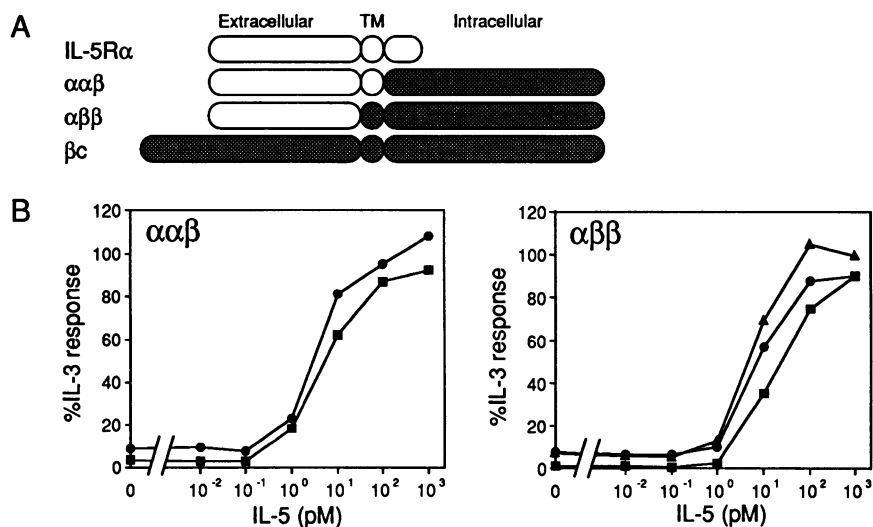 A
Extracellular TM Intracellular
IL-5Rα
ααβ
αββ
βc
B
ααβ
120
100
80
60
40
20
0
%IL-3 response
0 10⁻² 10⁻¹ 10⁰ 10¹ 10² 10³
IL-5 (pM)
αββ
120
100
80
60
40
20
0
%IL-3 response
0 10⁻² 10⁻¹ 10⁰ 10¹ 10² 10³
IL-5 (pM)